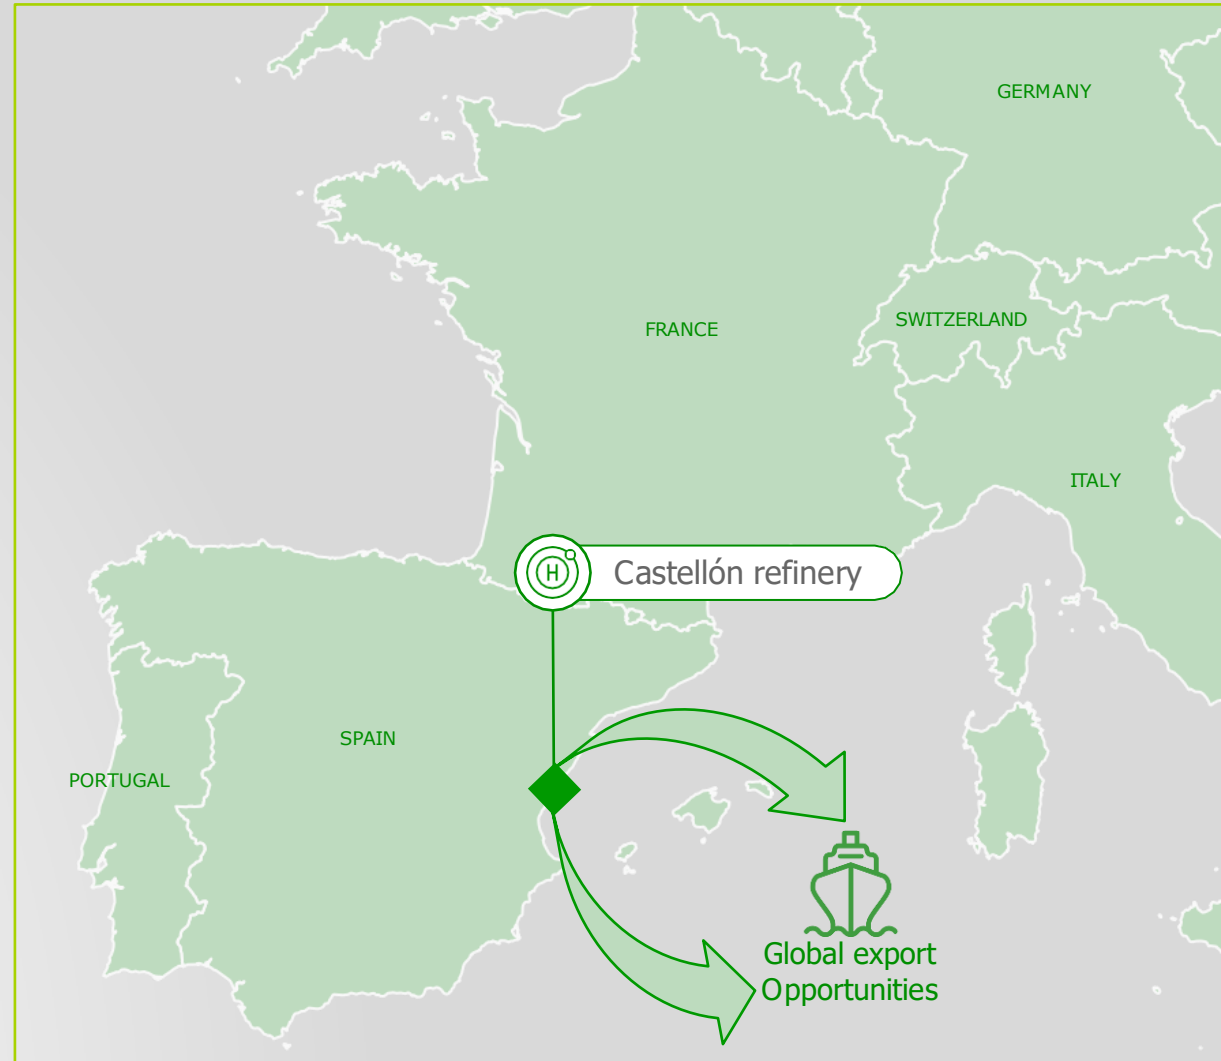 GERMANY
FRANCE
SWITZERLAND
ITALY
H
Castellón refinery
SPAIN
PORTUGAL
Global export
Opportunities